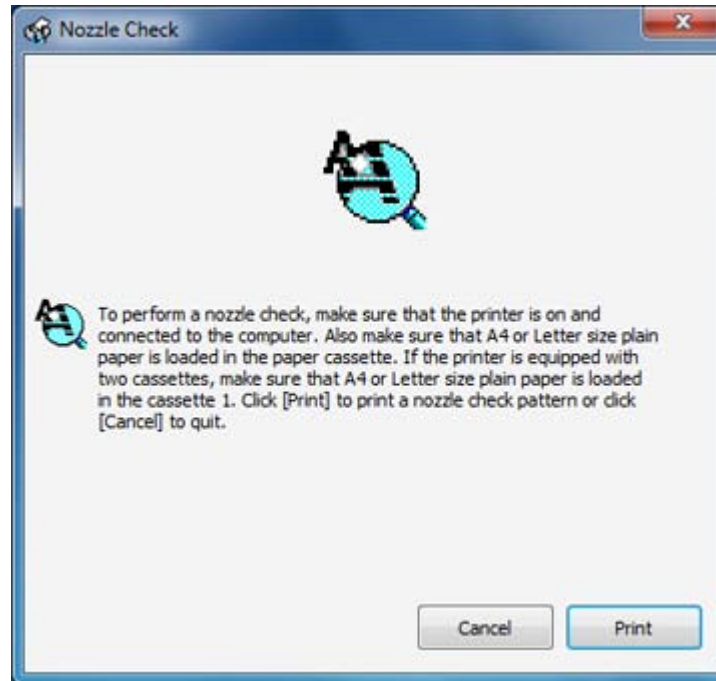 Nozzle Check
To perform a nozzle check, make sure that the printer is on and
connected to the computer. Also make sure that A4 or Letter size plain
paper is loaded in the paper cassette. If the printer is equipped with
two cassettes, make sure that A4 or Letter size plain paper is loaded
in the cassette 1. Click [Print] to print a nozzle check pattern or click
[Cancel] to quit.
Cancel Print